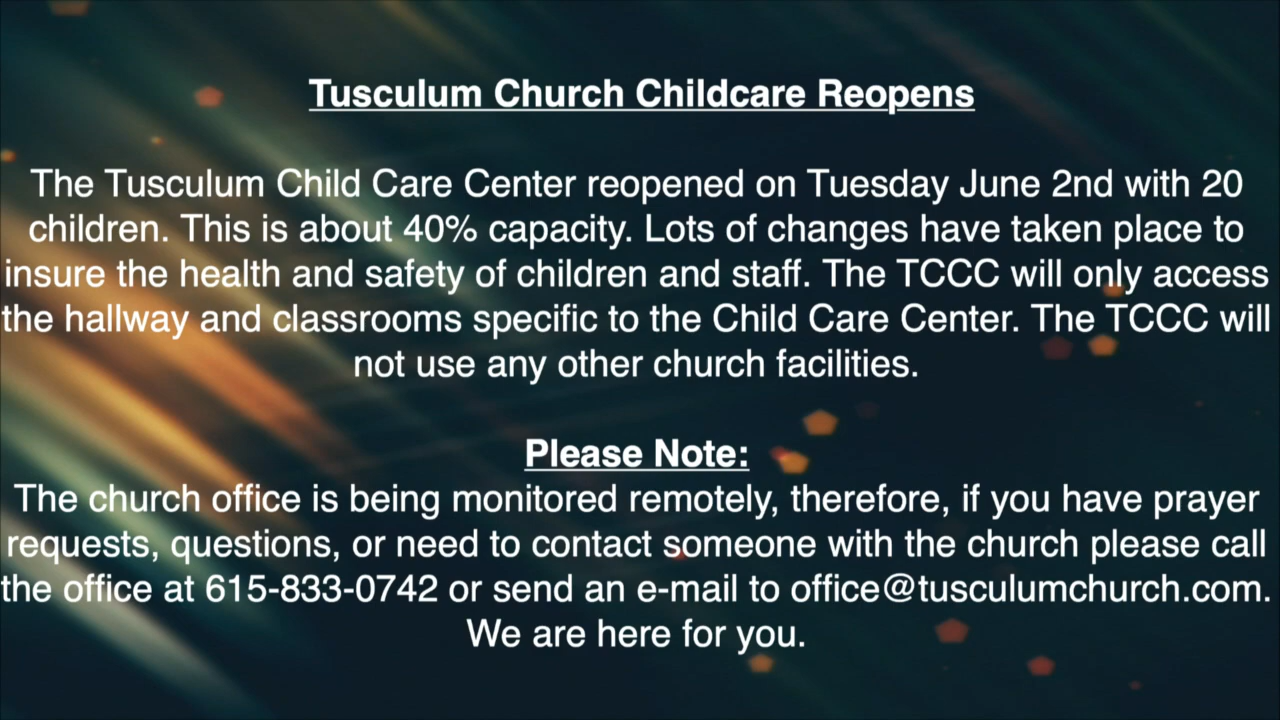 Tusculum Church Childcare Reopens
The Tusculum Child Care Center reopened on Tuesday June 2nd with 20
children. This is about 40% capacity. Lots of changes have taken place to
insure the health and safety of children and staff. The TCCC will only access
the hallway and classrooms specific to the Child Care Center. The TCCC will
not use any other church facilities.
Please Note:
The church office is being monitored remotely, therefore, if you have prayer
requests, questions, or need to contact someone with the church please call
the office at 615-833-0742 or send an e-mail to office@tusculumchurch.com.
We are here for you.